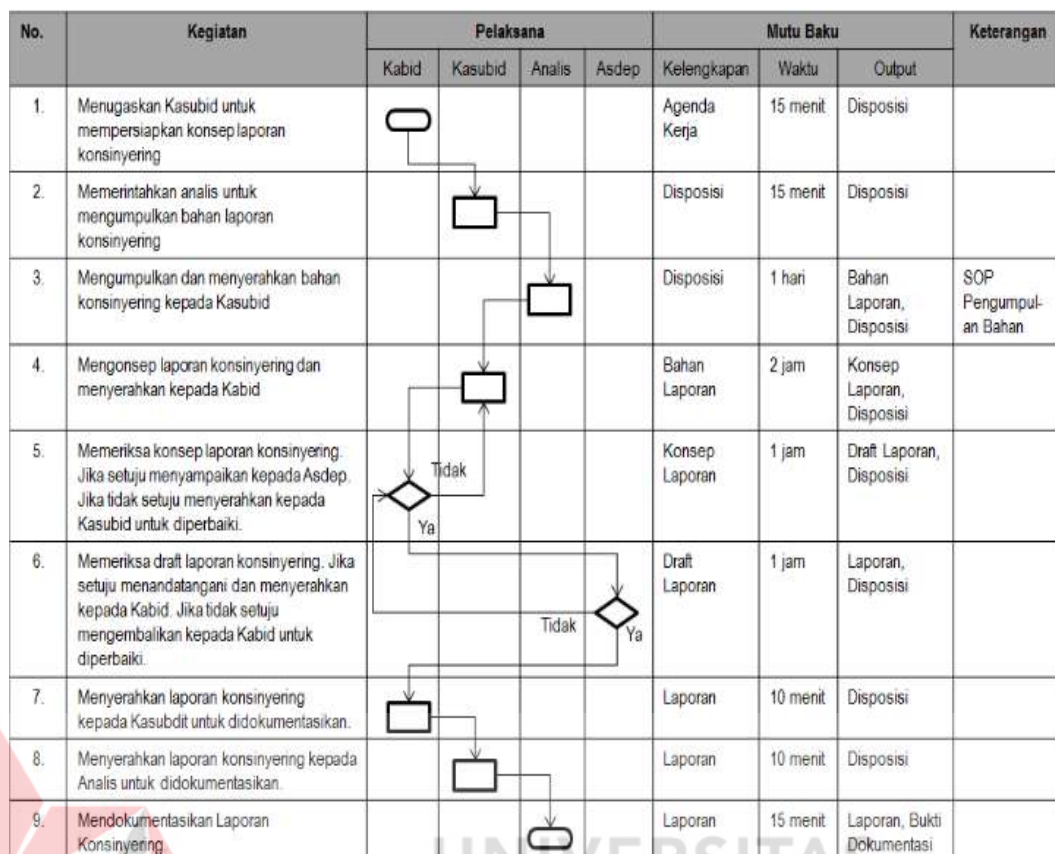 No. Kegiatan Pelaksana Mutu Baku Keterangan
Kabid Kasubid Analis Asdep Kelengkapan Waktu Output
1. Menugaskan Kasubid untuk
mempersiapkan konsep laporan
konsinyering
Agenda
Kerja
15 menit
Disposisi
2. Memerintahkan analis untuk
mengumpulkan bahan laporan
konsinyering
Disposisi
15 menit
Disposisi
3. Mengumpulkan dan menyerahkan bahan
konsinyering kepada Kasubid
Disposisi
1 hari
Bahan
Laporan,
Disposisi
SOP
Pengumpul-
an Bahan
4. Mengonsep laporan konsinyering dan
menyerahkan kepada Kabid
Bahan
Laporan
2 jam
Konsep
Laporan,
Disposisi
5. Memeriksa konsep laporan konsinyering.
Jika setuju menyampaikan kepada Asdep.
Jika tidak setuju menyerahkan kepada
Kasubid untuk diperbaiki.
Tidak
Ya
Konsep
Laporan
1 jam
Draft Laporan,
Disposisi
6. Memeriksa draft laporan konsinyering. Jika
setuju menandatangani dan menyerahkan
kepada Kabid. Jika tidak setuju
mengembalikan kepada Kabid untuk
diperbaiki.
Tidak
Ya
Draft
Laporan
1 jam
Laporan,
Disposisi
7. Menyerahkan laporan konsinyering
kepada Kasubdit untuk didokumentasikan.
Laporan
10 menit
Disposisi
8. Menyerahkan laporan konsinyering kepada
Analis untuk didokumentasikan.
Laporan
10 menit
Disposisi
9. Mendokumentasikan Laporan
Konsinyering
Laporan
15 menit
Laporan, Bukti
Dokumentasi
UNIVERSITAS